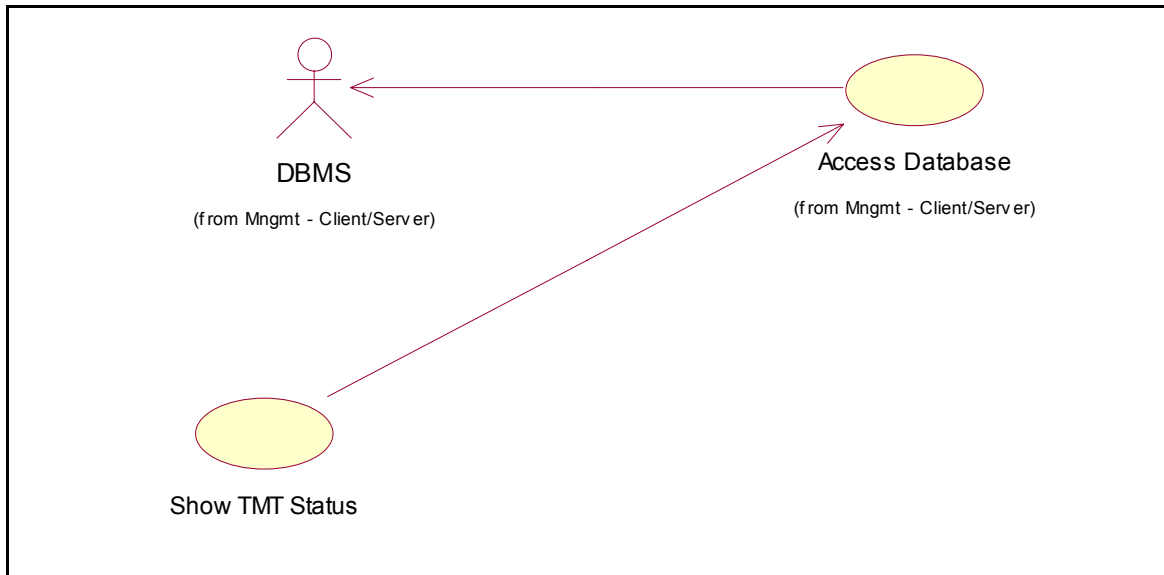 DBMS
(from Mngmt - Client/Server)
Access Database
(from Mngmt - Client/Server)
Show TMT Status